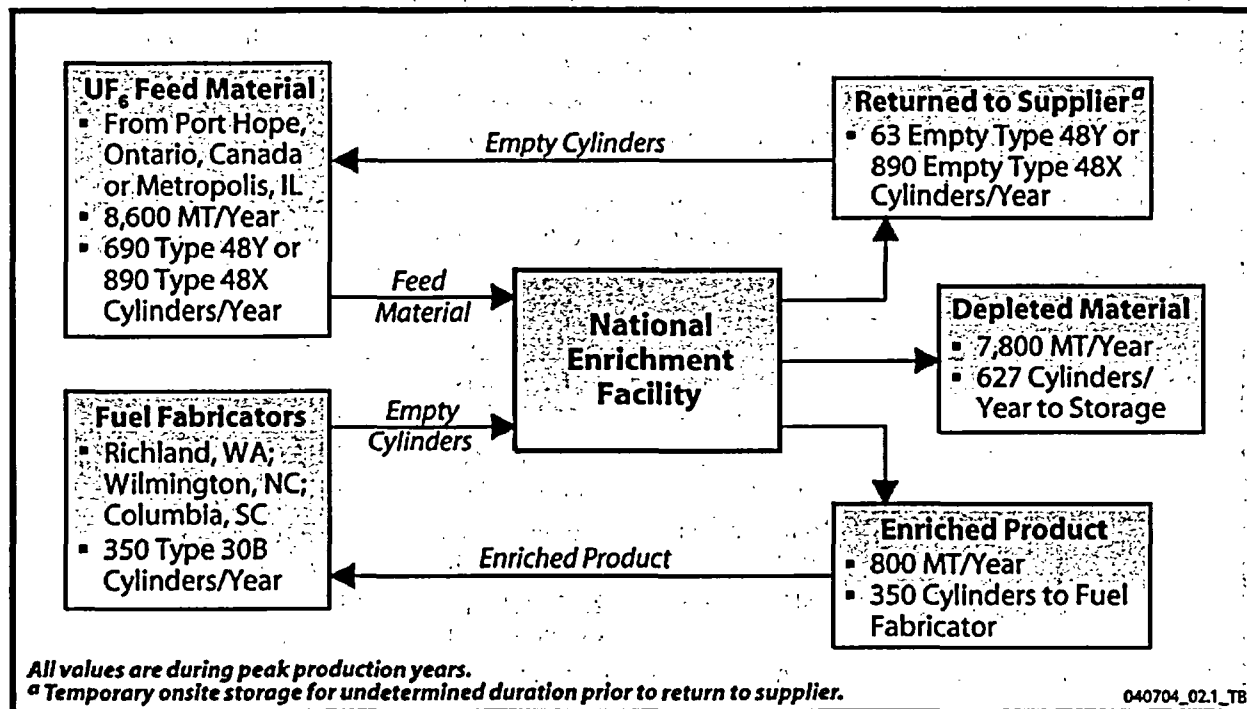 UF₆ Feed Material
▪ From Port Hope,
Ontario, Canada
or Metropolis, IL
▪ 8,600 MT/Year
▪ 690 Type 48Y or
890 Type 48X
Cylinders/Year
Empty Cylinders
Returned to Supplierᵃ
▪ 63 Empty Type 48Y or
890 Empty Type 48X
Cylinders/Year
Feed
Material
National
Enrichment
Facility
Depleted Material
▪ 7,800 MT/Year
▪ 627 Cylinders/
Year to Storage
Fuel Fabricators
▪ Richland, WA;
Wilmington, NC;
Columbia, SC
▪ 350 Type 30B
Cylinders/Year
Empty
Cylinders
Enriched Product
Enriched Product
▪ 800 MT/Year
▪ 350 Cylinders to Fuel
Fabricator
All values are during peak production years.
ᵃ Temporary onsite storage for undetermined duration prior to return to supplier.
040704_02.1_TB